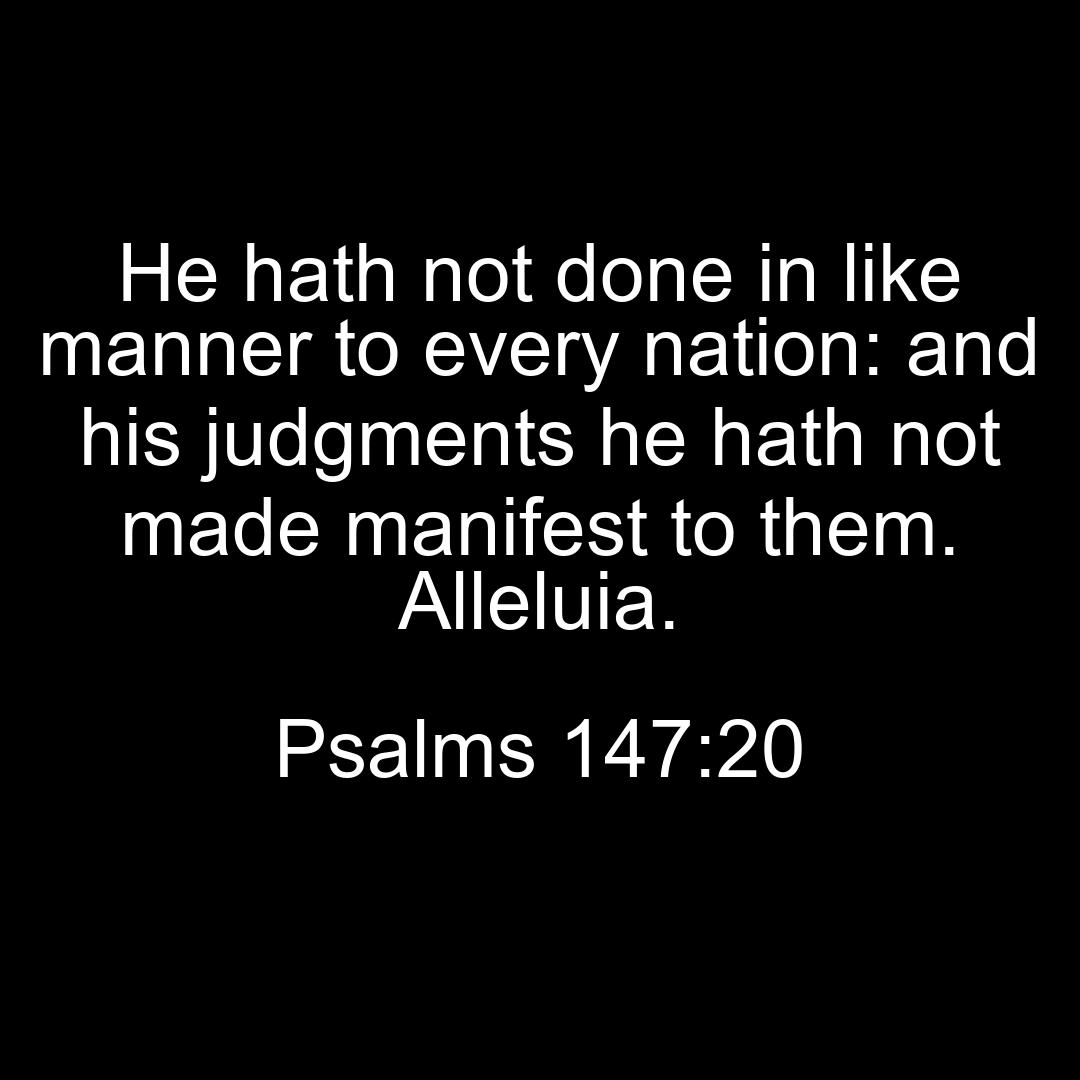 He hath not done in like
manner to every nation: and
his judgments he hath not
made manifest to them.
Alleluia.
Psalms 147:20